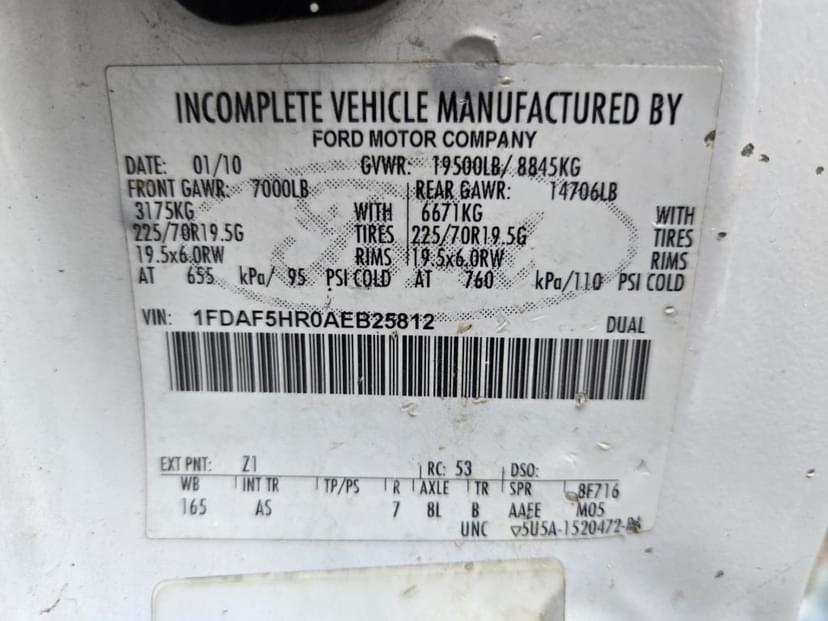 INCOMPLETE VEHICLE MANUFACTURED BY
FORD MOTOR COMPANY
DATE: 01/10 GVWR: 19500LB/ 8845KG
FRONT GAWR: 7000LB REAR GAWR: 14706LB
3175KG WITH 6671KG WITH
225/70R19.5G TIRES 225/70R19.5G TIRES
19.5x6.0RW RIMS 19.5x6.0RW RIMS
AT 655 kPa/ 95 PSI COLD AT 760 kPa/110 PSI COLD
VIN: 1FDAF5HR0AEB25812 DUAL
EXT PNT: Z1 RC: 53 DSO:
WB INT TR TP/PS R AXLE TR SPR 8F716
165 AS 7 8L B AAEE M05
UNC ▽5U5A-1520472-